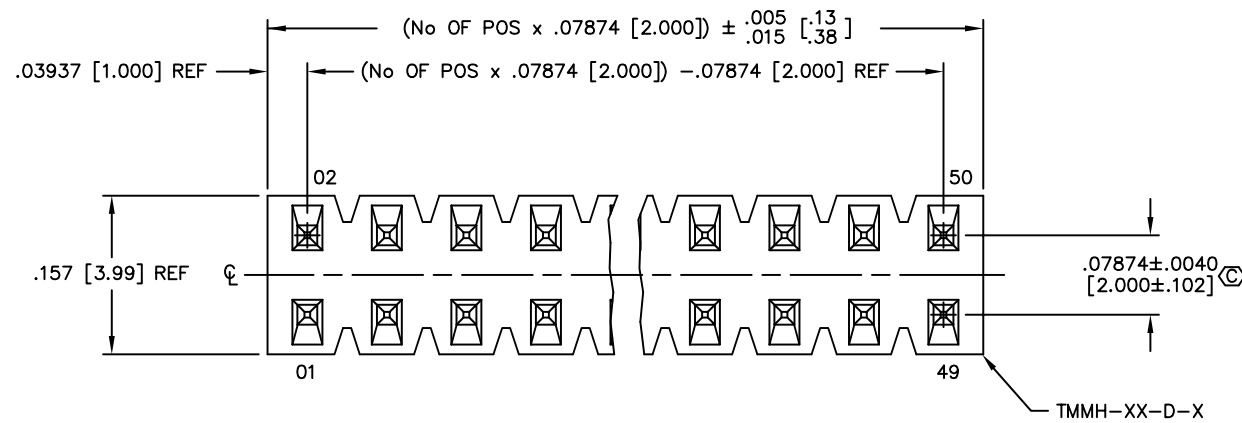 (No OF POS x .07874 [2.000]) ± .005 [.13
.015 [.38 ]
.03937 [1.000] REF
(No OF POS x .07874 [2.000]) -.07874 [2.000] REF
02
50
.157 [3.99] REF
℄
.07874±.0040
[2.000±.102] C
01
49
TMMH-XX-D-X